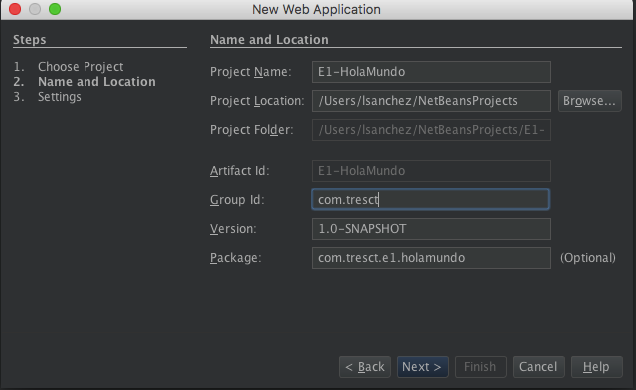 New Web Application
Steps
1. Choose Project
2. Name and Location
3. Settings
Name and Location
Project Name: E1-HolaMundo
Project Location: /Users/lsanchez/NetBeansProjects Browse...
Project Folder: /Users/lsanchez/NetBeansProjects/E1-
Artifact Id: E1-HolaMundo
Group Id: com.tresct
Version: 1.0-SNAPSHOT
Package: com.tresct.e1.holamundo (Optional)
< Back Next > Finish Cancel Help